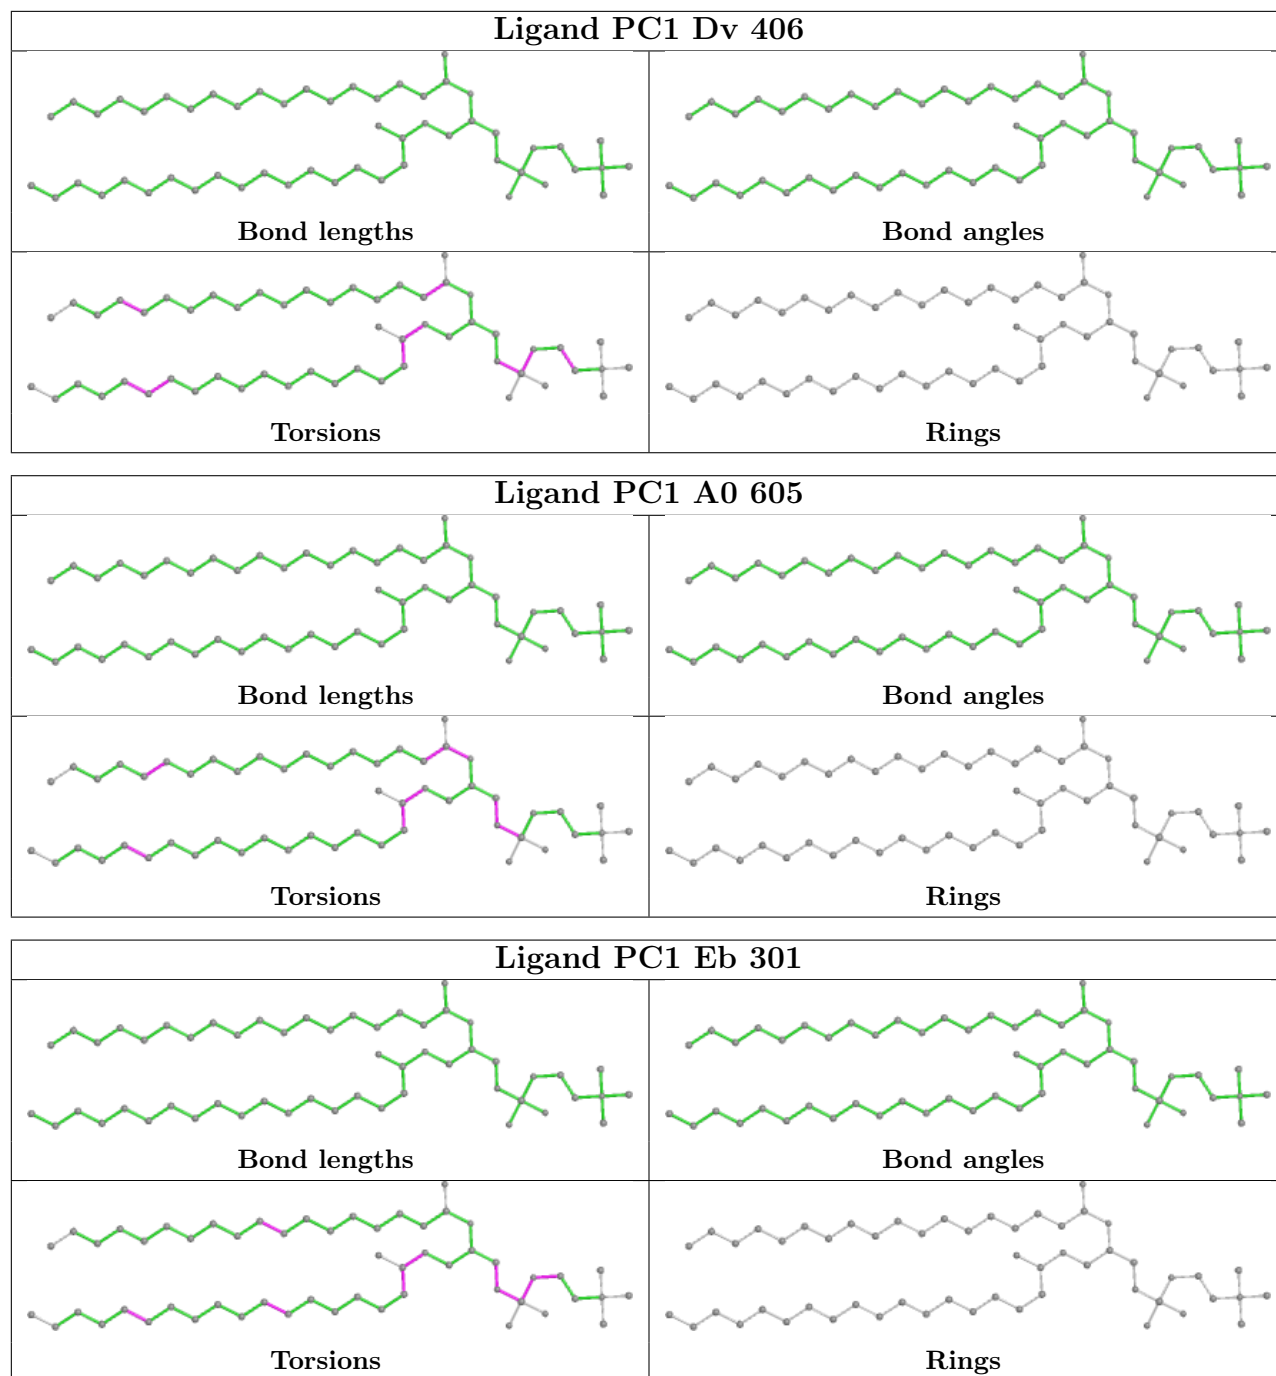 Ligand PC1 Dv 406
Bond lengths
Bond angles
Torsions
Rings
Ligand PC1 A0 605
Bond lengths
Bond angles
Torsions
Rings
Ligand PC1 Eb 301
Bond lengths
Bond angles
Torsions
Rings